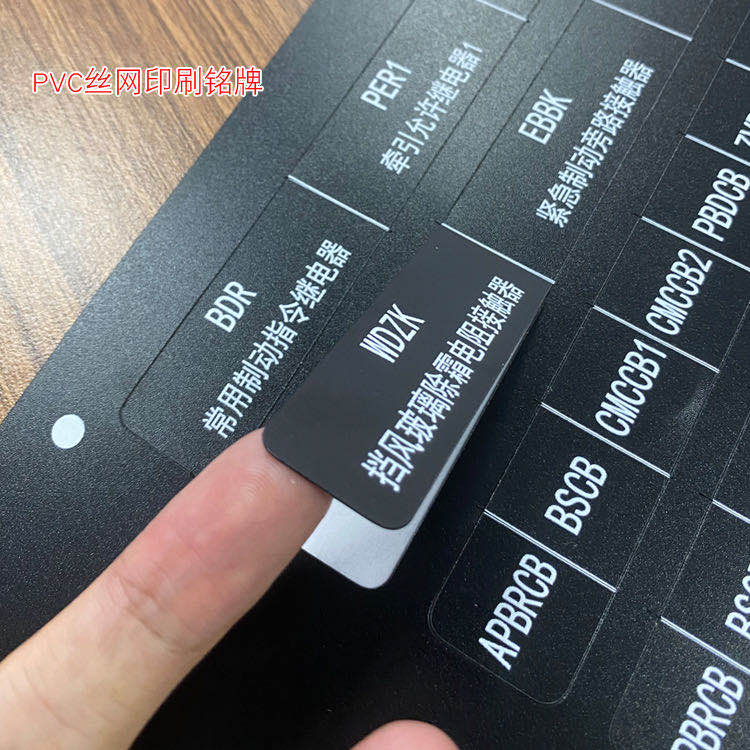 PVC丝网印刷铭牌
PER1
牵引允许继电器1
EBBK
紧急制动旁路接触器
BDR
常用制动指令继电器
WDZK
挡风玻璃除霜电阻接触器
PBDCB
CMCCB2
CMCCB1
BSCB
APBRCB